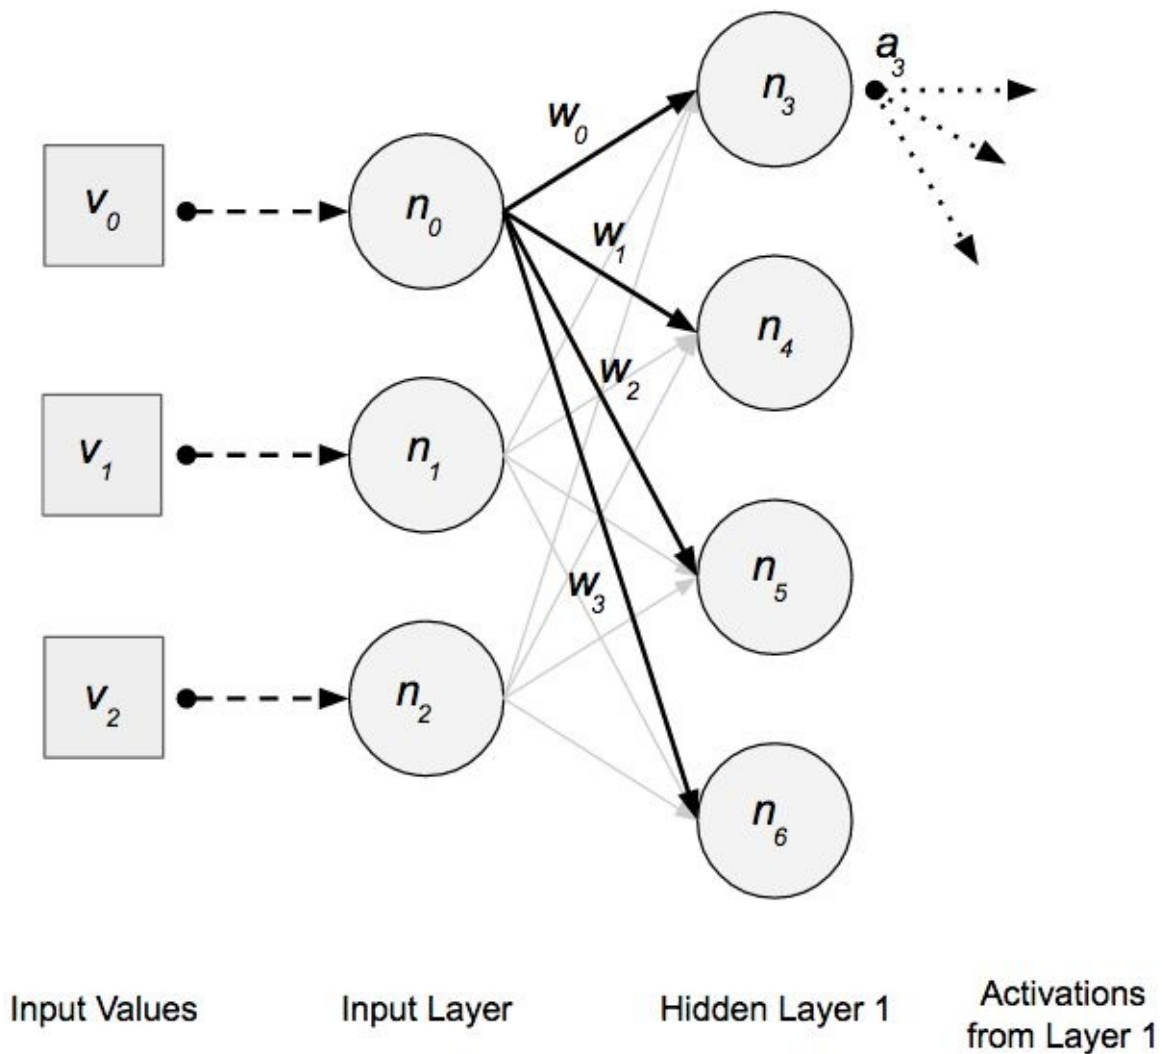 a3
n3
w0
v0
n0
w1
n4
w2
v1
n1
n5
w3
v2
n2
n6
Input Values
Input Layer
Hidden Layer 1
Activations
from Layer 1